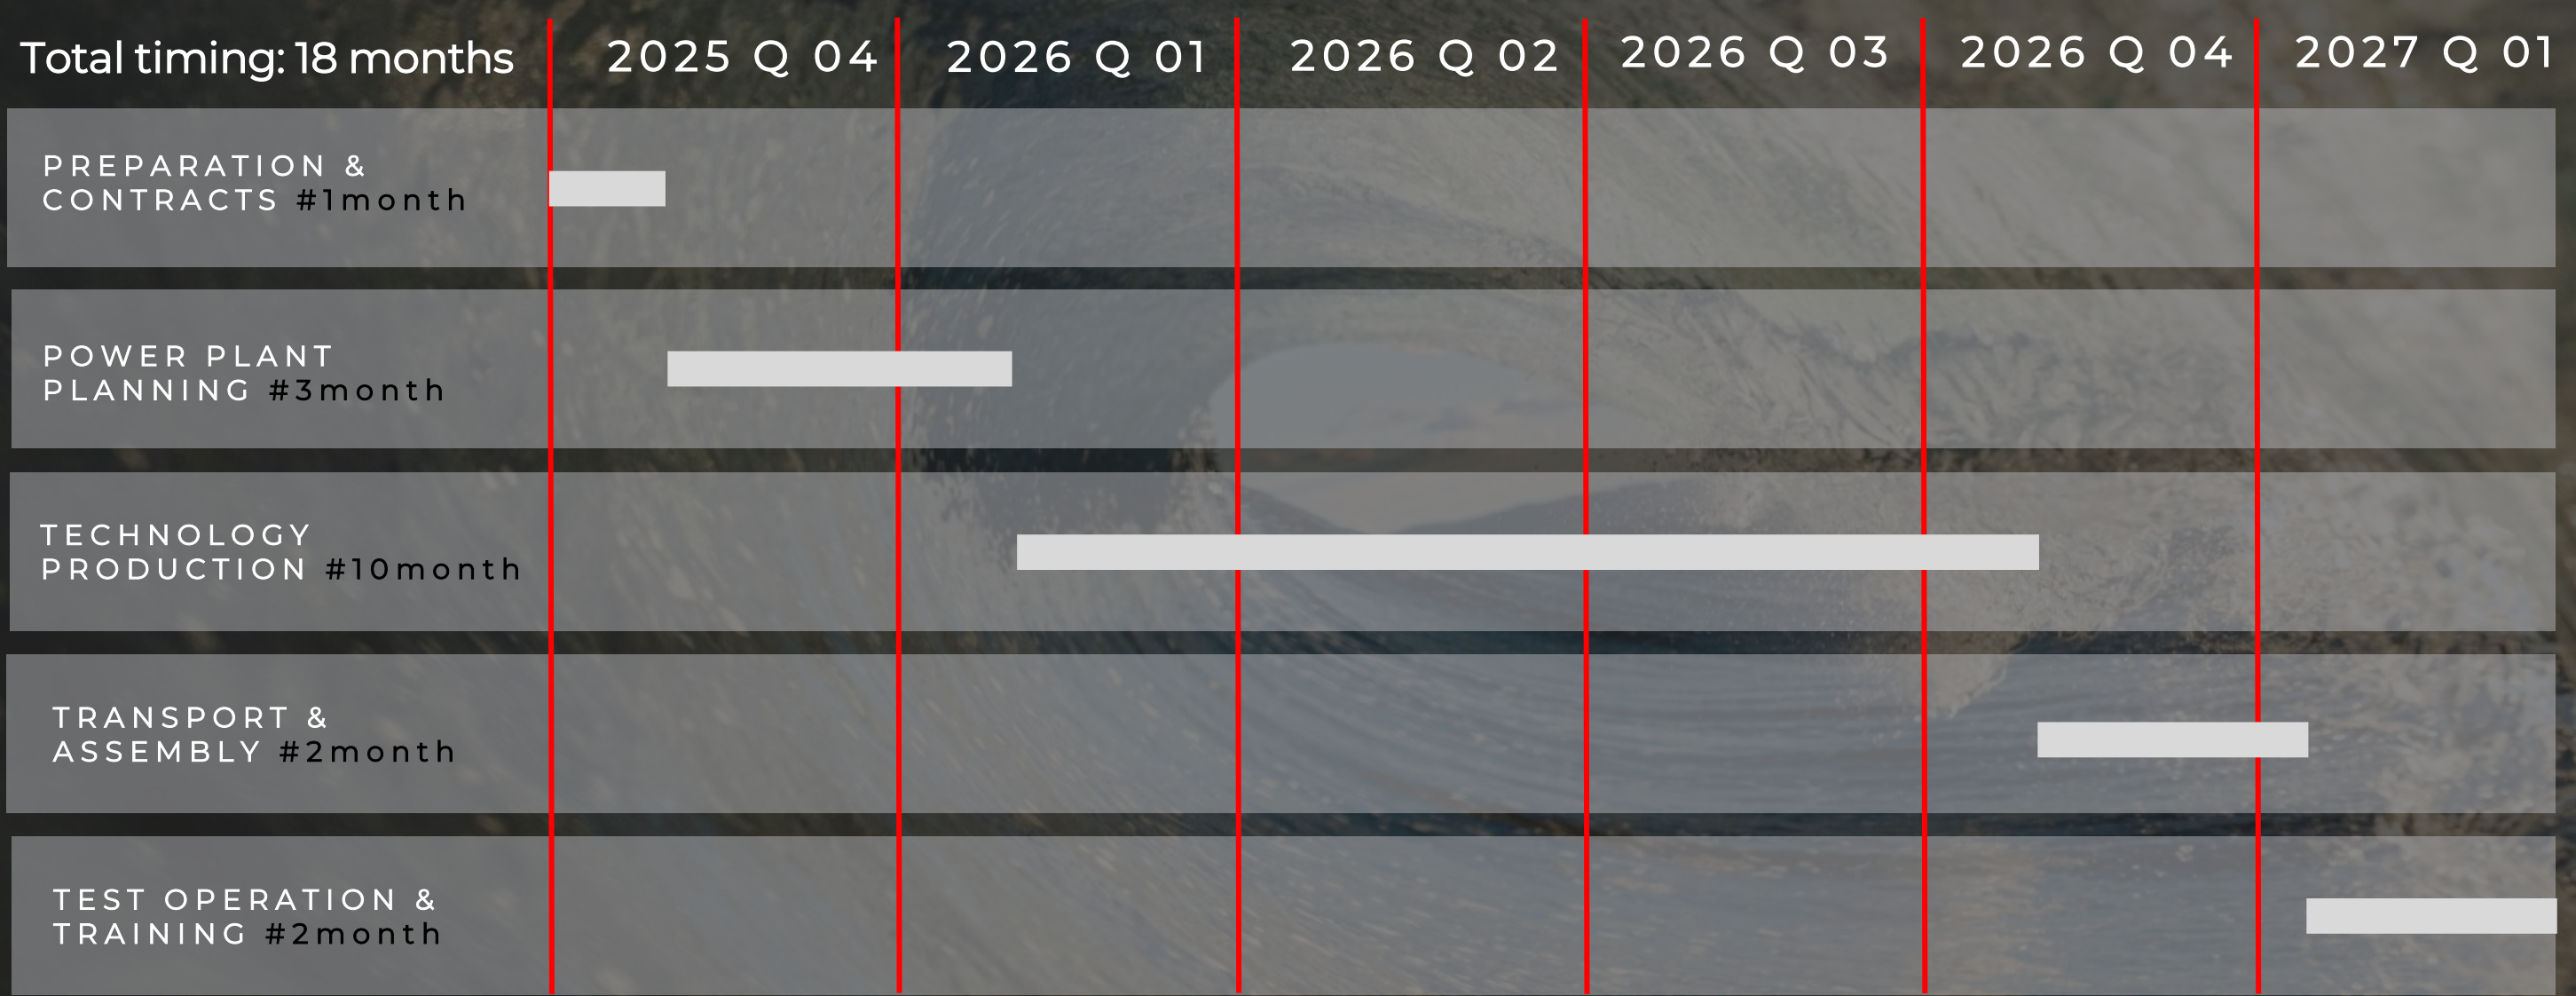 Total timing: 18 months
2025 Q 04
2026 Q 01
2026 Q 02
2026 Q 03
2026 Q 04
2027 Q 01
PREPARATION &
CONTRACTS #1month
POWER PLANT
PLANNING #3month
TECHNOLOGY
PRODUCTION #10month
TRANSPORT &
ASSEMBLY #2month
TEST OPERATION &
TRAINING #2month